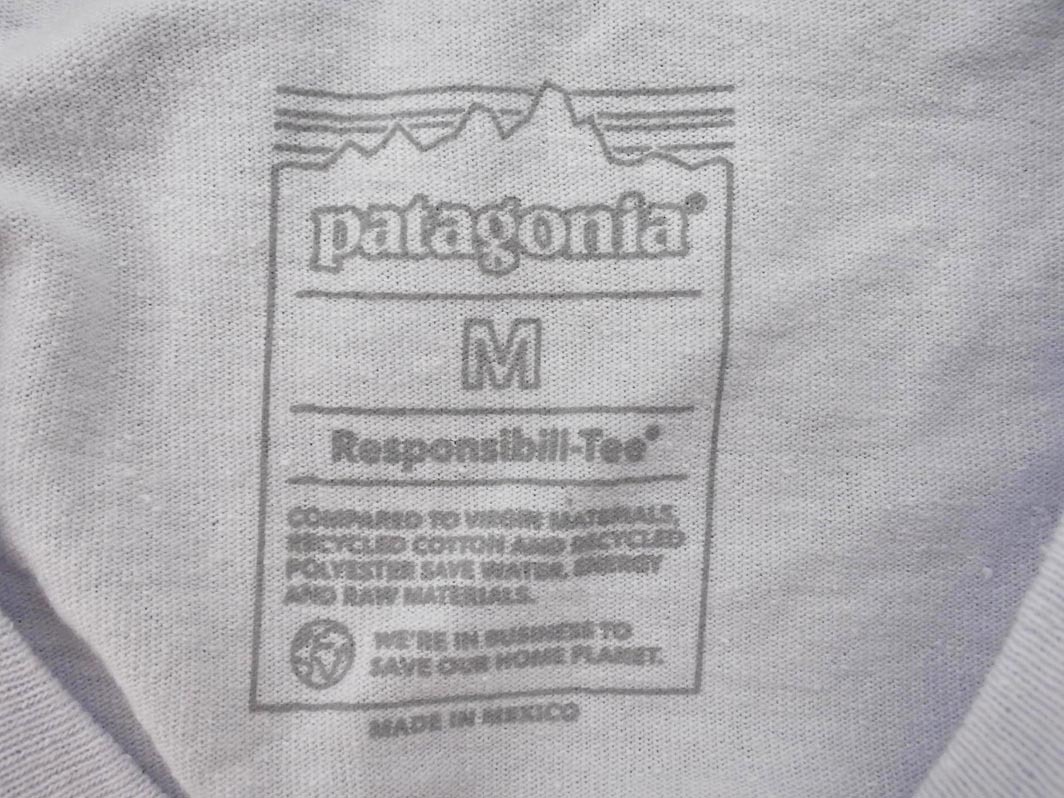 patagonia®
M
Responsibili-Tee®
COMPARED TO VIRGIN MATERIALS,
RECYCLED COTTON AND RECYCLED
POLYESTER SAVE WATER, ENERGY
AND RAW MATERIALS.
WE'RE IN BUSINESS TO
SAVE OUR HOME PLANET.
MADE IN MEXICO